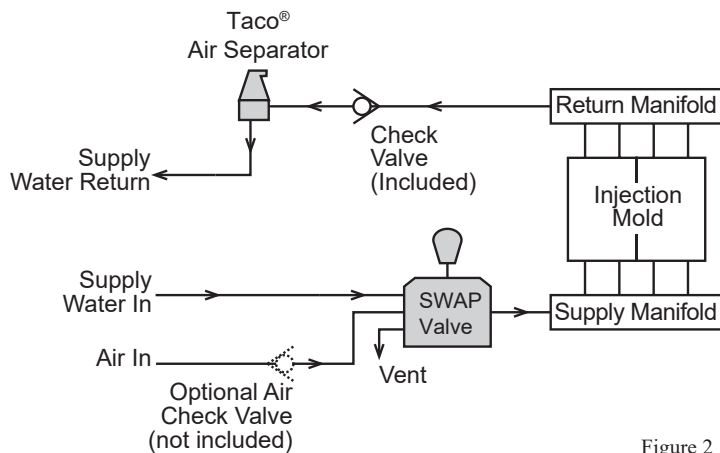 Taco®
Air Separator
Return Manifold
Check
Valve
(Included)
Supply
Water Return
Injection
Mold
Supply
Water In
SWAP
Valve
Supply Manifold
Air In
Vent
Optional Air
Check Valve
(not included)
Figure 2